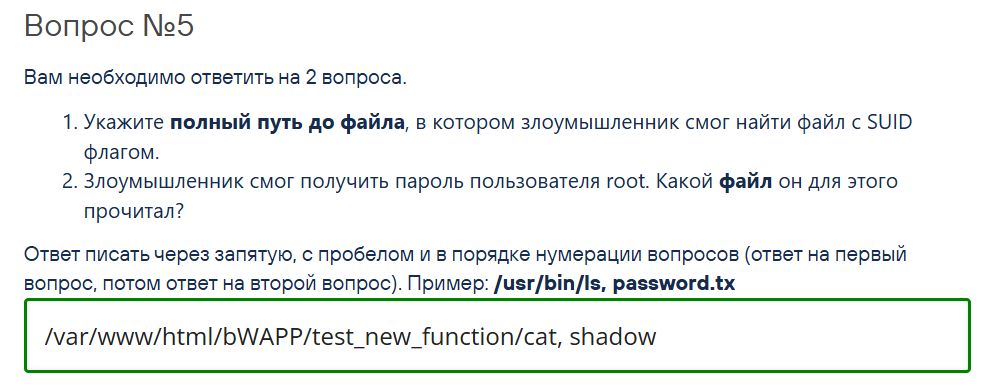 Вопрос №5
Вам необходимо ответить на 2 вопроса.
1. Укажите полный путь до файла, в котором злоумышленник смог найти файл с SUID
флагом.
2. Злоумышленник смог получить пароль пользователя root. Какой файл он для этого
прочитал?
Ответ писать через запятую, с пробелом и в порядке нумерации вопросов (ответ на первый
вопрос, потом ответ на второй вопрос). Пример: /usr/bin/ls, password.tx
/var/www/html/bWAPP/test_new_function/cat, shadow